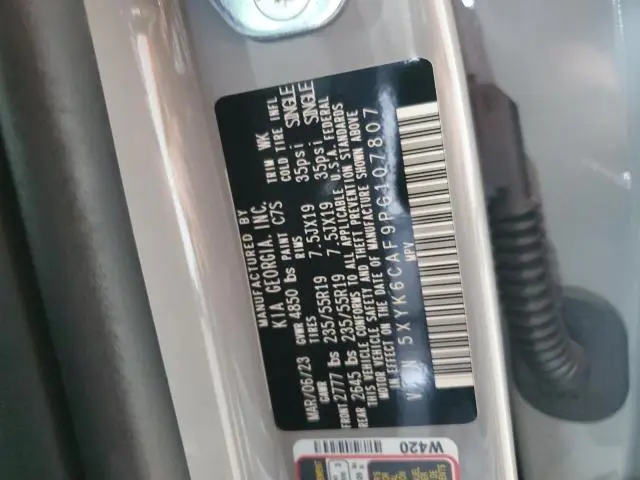 MANUFACTURED BY
KIA GEORGIA, INC.
MAR/06/23 GVWR 4850 lbs PAINT C7S TRIM WK
GWR TIRES RIMS COLD TIRE INFL
FRONT 2777 lbs 235/55R19 7.5JX19 35psi SINGLE
REAR 2645 lbs 235/55R19 7.5JX19 35psi SINGLE
THIS VEHICLE CONFORMS TO ALL APPLICABLE U.S.A. FEDERAL
MOTOR VEHICLE SAFETY AND THEFT PREVENTION STANDARDS
IN EFFECT ON THE DATE OF MANUFACTURE SHOWN ABOVE
5XYK6CAF9PG107807
MPV
W420